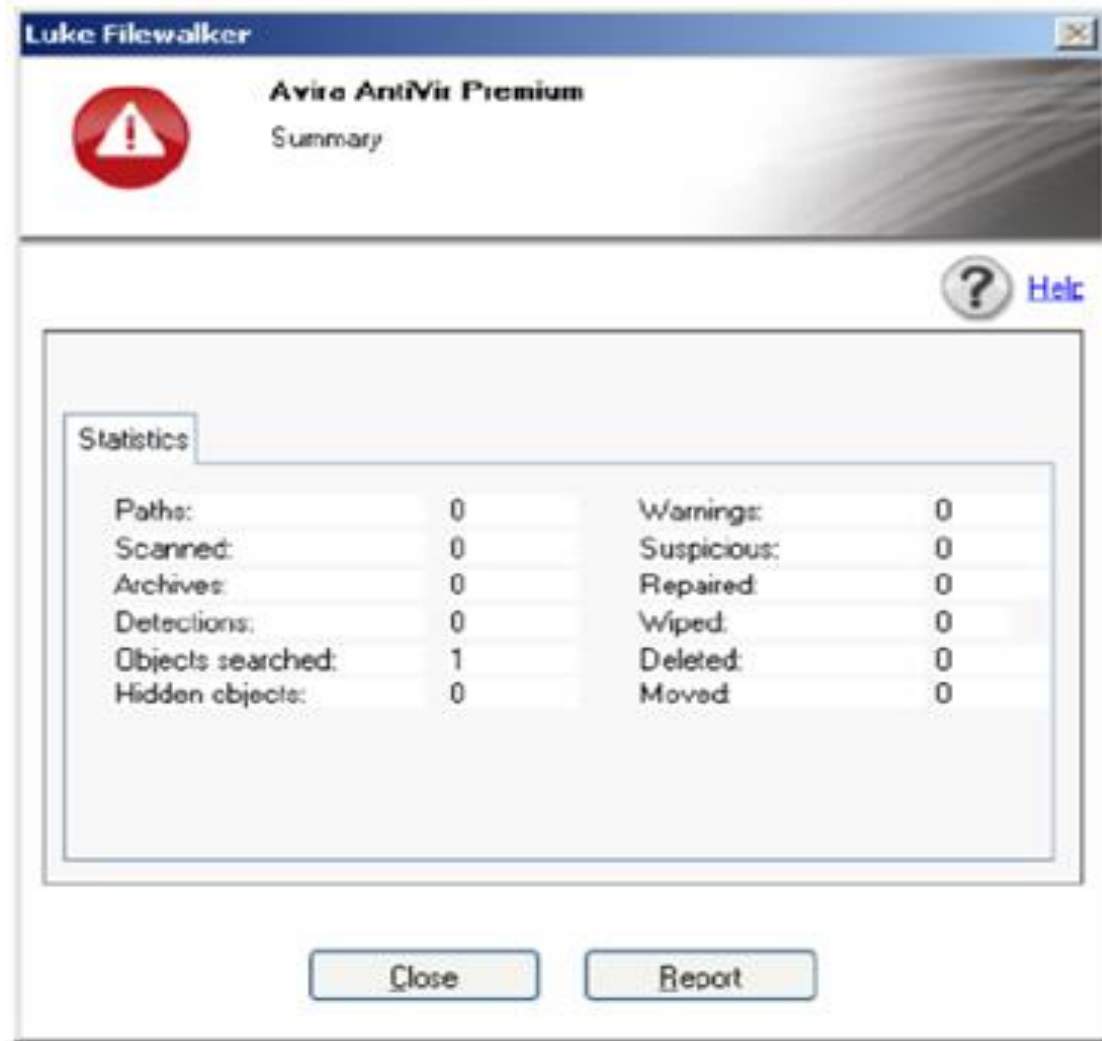 Luke Filewalker
Avira AntiVir Premium
Summary
? Help
Statistics
Paths: 0 Warnings: 0
Scanned: 0 Suspicious: 0
Archives: 0 Repaired: 0
Detections: 0 Wiped: 0
Objects searched: 1 Deleted: 0
Hidden objects: 0 Moved: 0
Close Report